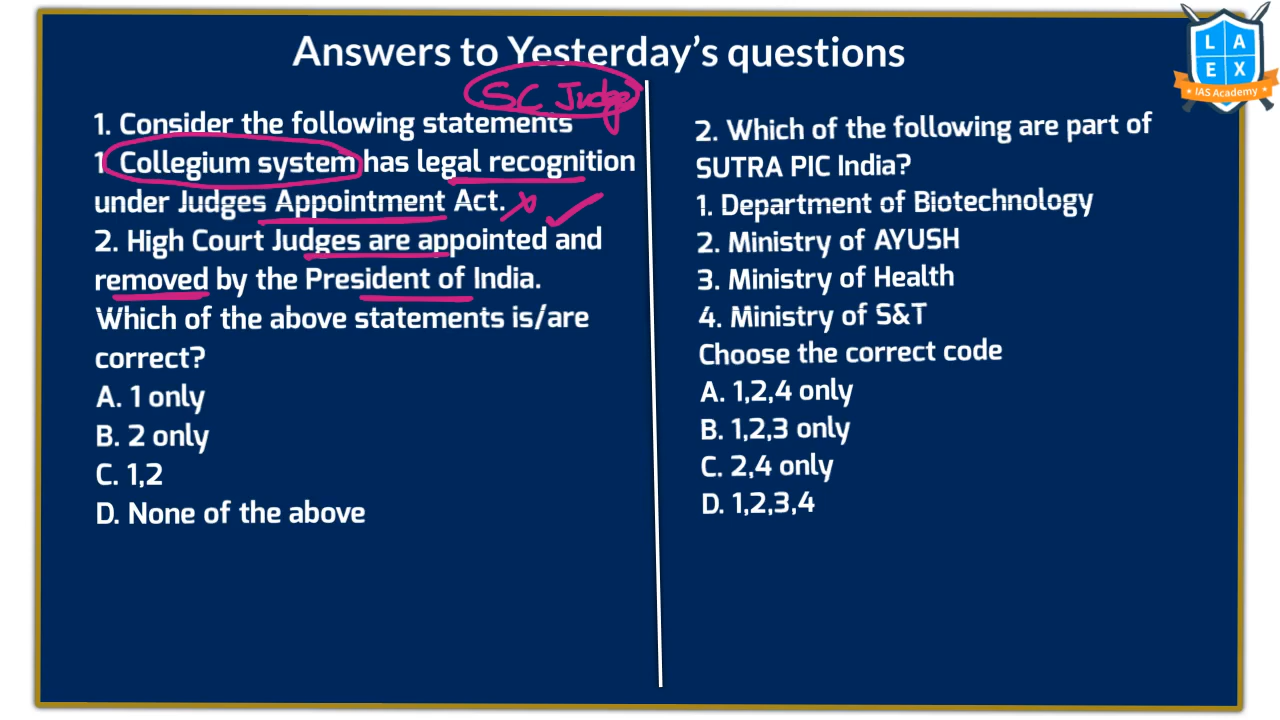 Answers to Yesterday's questions
SC Judge
1. Consider the following statements
1 Collegium system has legal recognition
under Judges Appointment Act.
2. High Court Judges are appointed and
removed by the President of India.
Which of the above statements is/are
correct?
A. 1 only
B. 2 only
C. 1,2
D. None of the above
2. Which of the following are part of
SUTRA PIC India?
1. Department of Biotechnology
2. Ministry of AYUSH
3. Ministry of Health
4. Ministry of S&T
Choose the correct code
A. 1,2,4 only
B. 1,2,3 only
C. 2,4 only
D. 1,2,3,4
L A
E X
IAS Academy